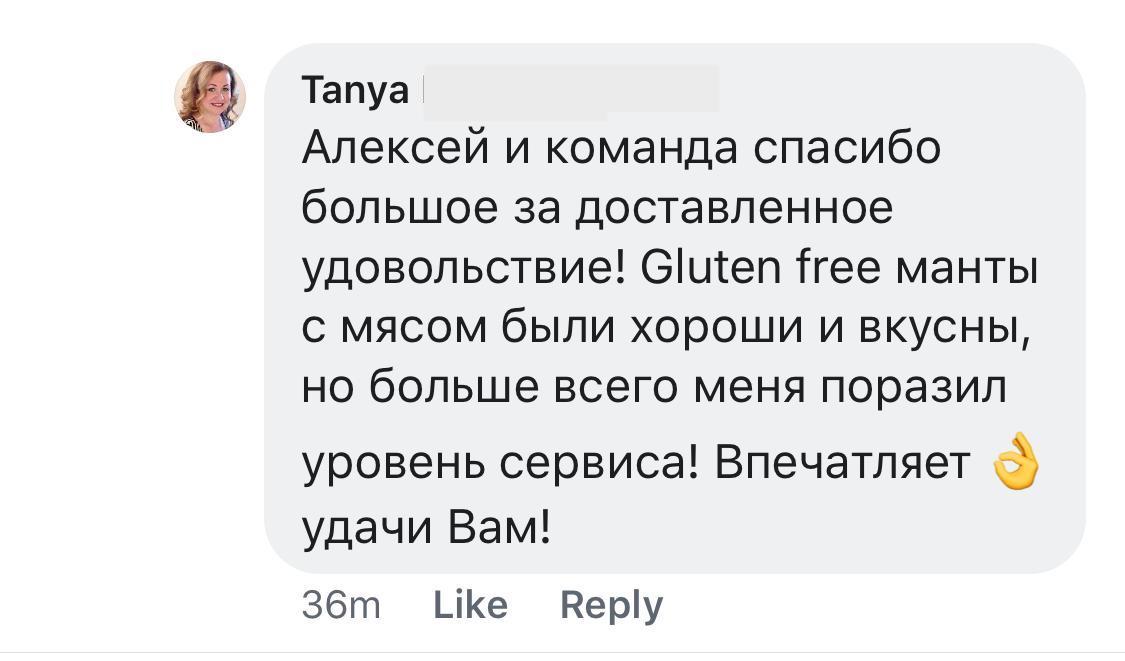 Tanya
Алексей и команда спасибо
большое за доставленное
удовольствие! Gluten free манты
с мясом были хороши и вкусны,
но больше всего меня поразил
уровень сервиса! Впечатляет 👌
удачи Вам!
36m Like Reply